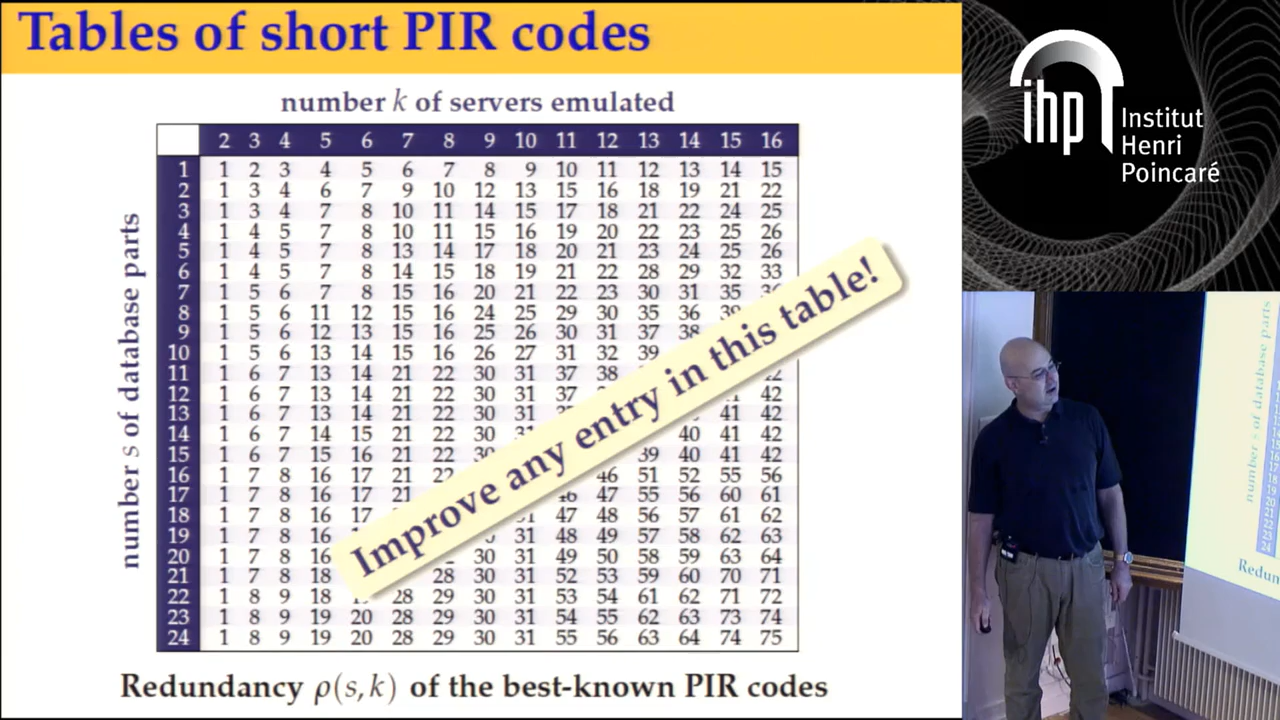 Tables of short PIR codes
number k of servers emulated
2 3 4 5 6 7 8 9 10 11 12 13 14 15 16
number s of database parts
1 1 2 3 4 5 6 7 8 9 10 11 12 13 14 15
2 1 3 4 6 7 9 10 12 13 15 16 18 19 21 22
3 1 3 4 7 8 10 11 14 15 17 18 21 22 24 25
4 1 4 5 7 8 10 11 15 16 19 20 22 23 25 26
5 1 4 5 7 8 13 14 17 18 20 21 23 24 25 26
6 1 4 5 7 8 14 15 18 19 21 22 28 29 32 33
7 1 5 6 7 8 15 16 20 21 22 23 30 31 35
8 1 5 6 11 12 15 16 24 25 29 30 35 36
9 1 5 6 12 13 15 16 25 26 30 31 37 38
10 1 5 6 13 14 15 16 26 27 31 32 39
11 1 6 7 13 14 21 22 30 31 37 38
12 1 6 7 13 14 21 22 30 31 37 42
13 1 6 7 13 14 21 22 30 31 41 42
14 1 6 7 14 15 21 22 30 40 41 42
15 1 6 7 15 16 21 22 30 39 40 41 42
16 1 7 8 16 17 21 22 46 51 52 55 56
17 1 7 8 16 17 21 47 55 56 60 61
18 1 7 8 16 17 47 48 56 57 61 62
19 1 7 8 16 31 48 49 57 58 62 63
20 1 7 8 16 30 31 49 50 58 59 63 64
21 1 7 8 18 28 30 31 52 53 59 60 70 71
22 1 8 9 18 28 29 30 31 53 54 61 62 71 72
23 1 8 9 19 20 28 29 30 31 54 55 62 63 73 74
24 1 8 9 19 20 28 29 30 31 55 56 63 64 74 75
Improve any entry in this table!
Redundancy ρ(s,k) of the best-known PIR codes
ihp
Institut
Henri
Poincaré
number s of database parts
Redun